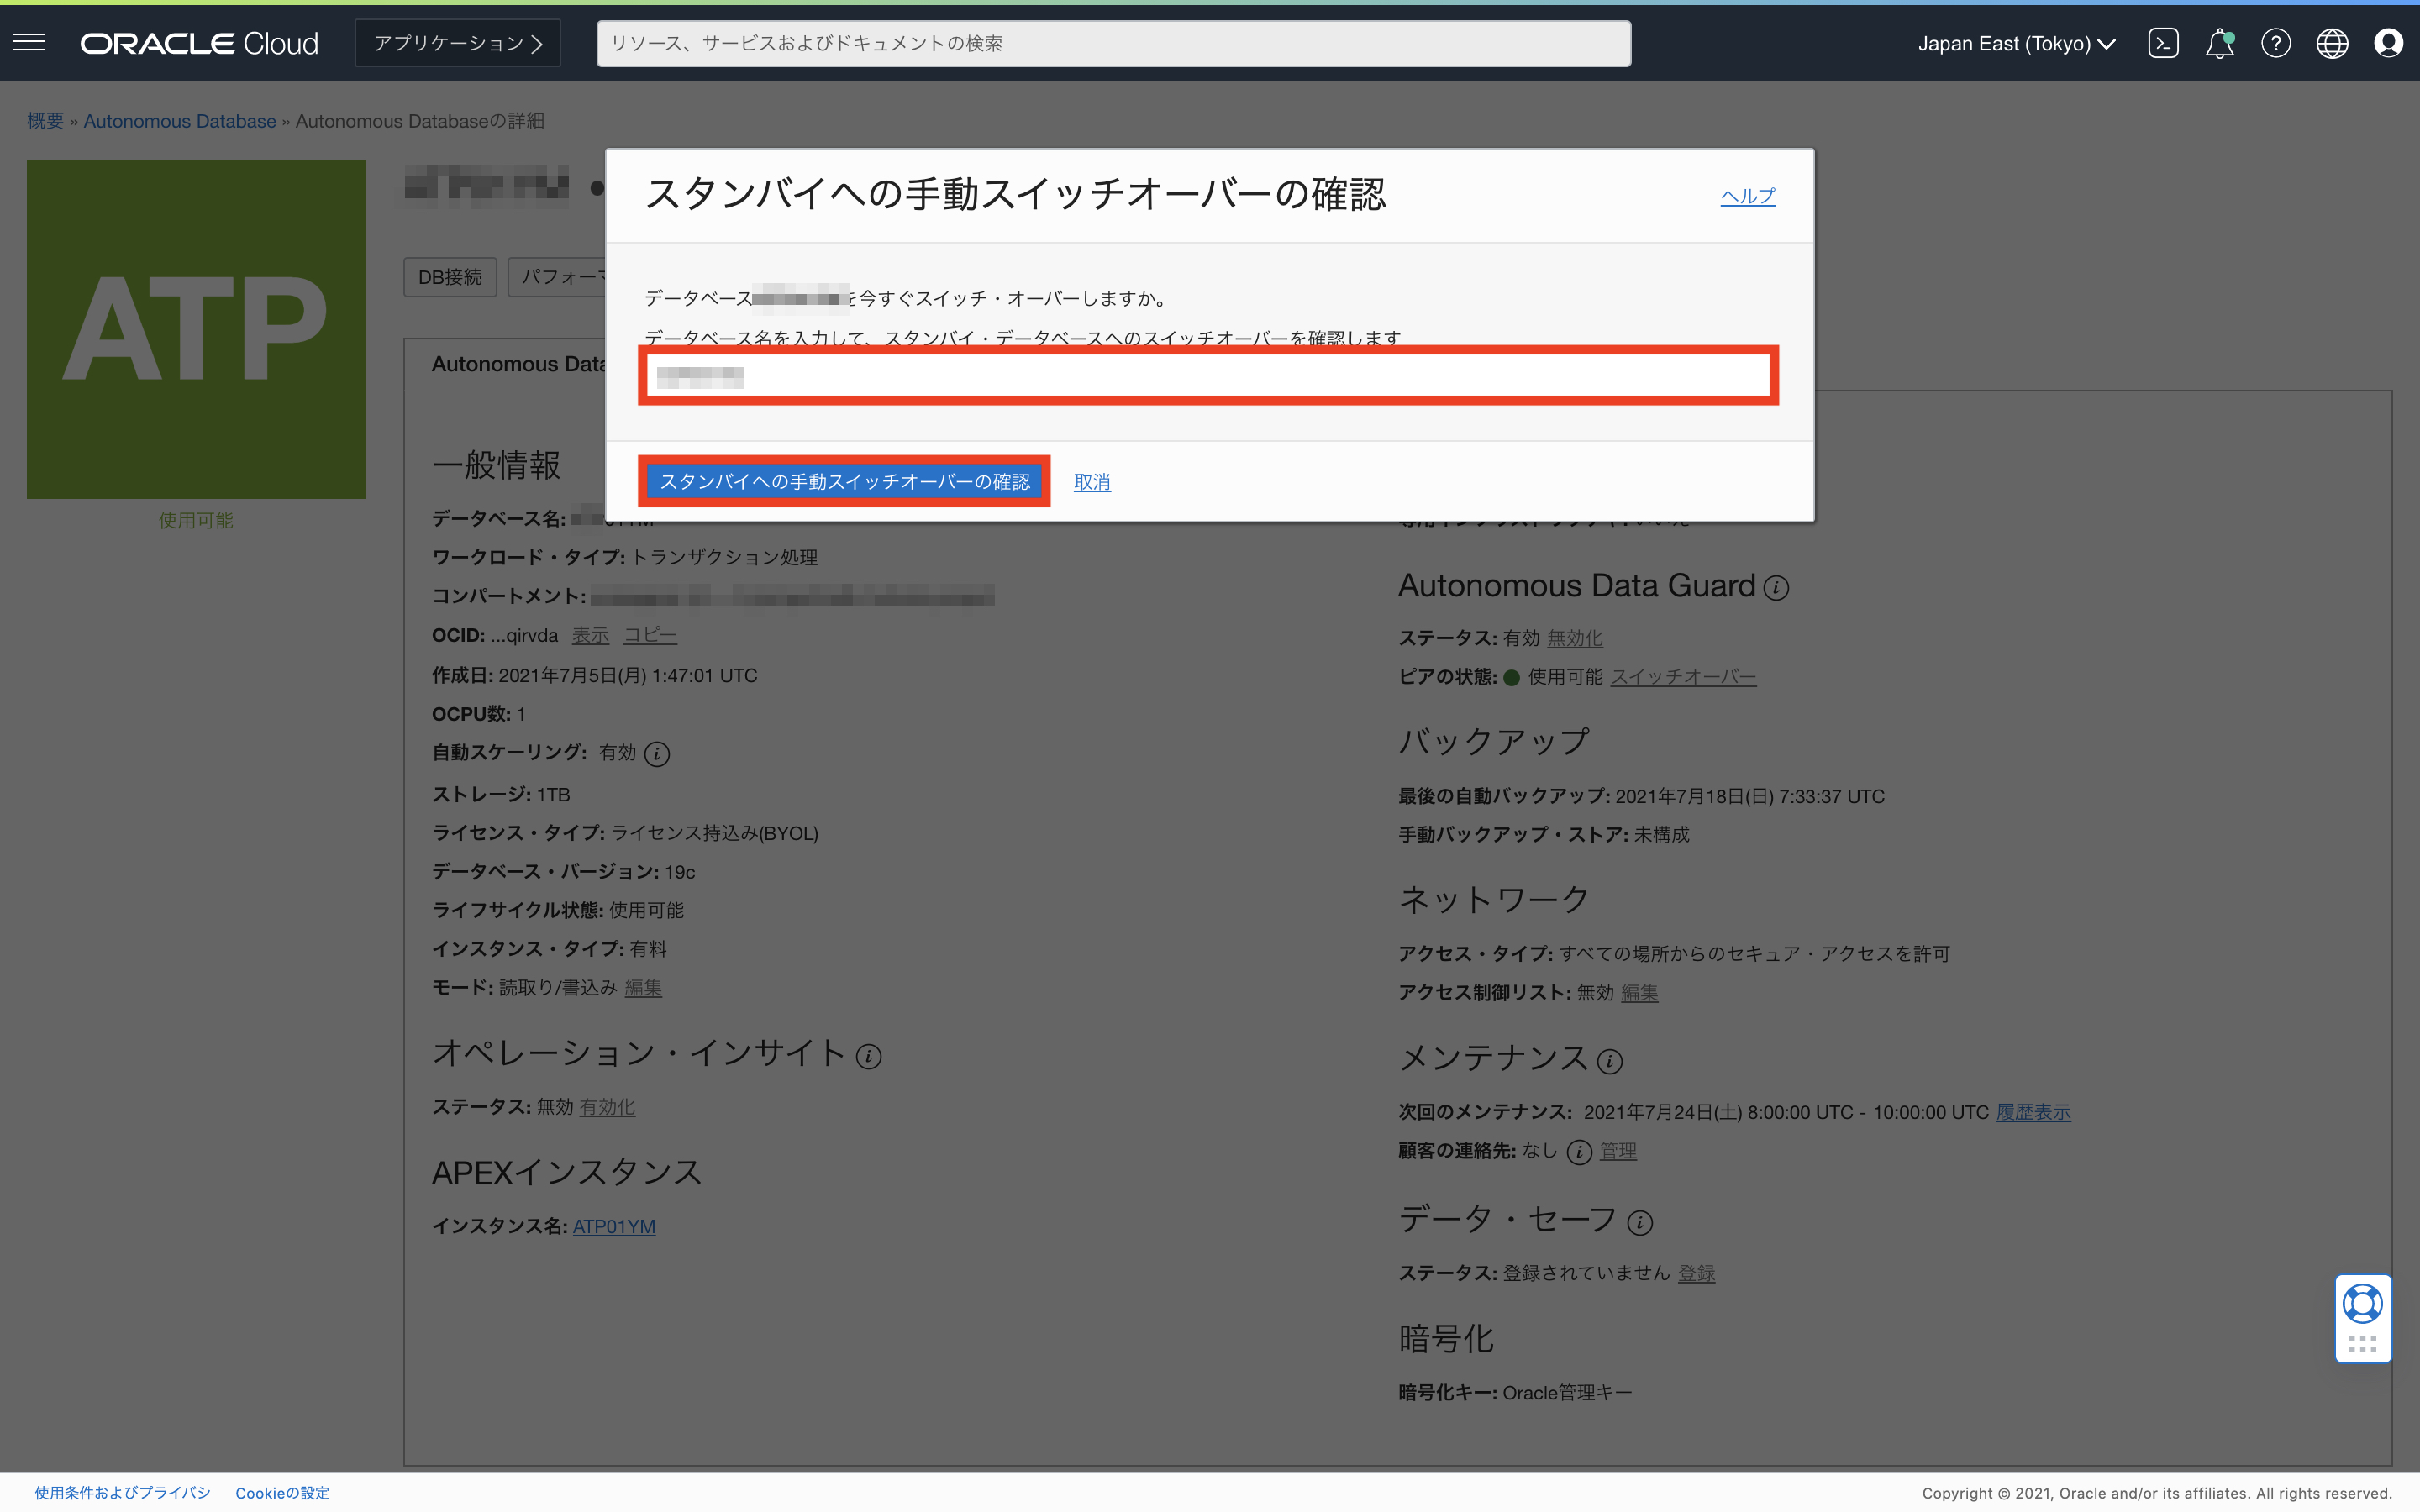 ORACLE Cloud
アプリケーション
リソース、サービスおよびドキュメントの検索
Japan East (Tokyo)
概要 » Autonomous Database » Autonomous Databaseの詳細
ATP
使用可能
DB接続
パフォーマ
スタンバイへの手動スイッチオーバーの確認
ヘルプ
データベース を今すぐスイッチ・オーバーしますか。
データベース名を入力して、スタンバイ・データベースへのスイッチオーバーを確認します
スタンバイへの手動スイッチオーバーの確認
取消
Autonomous Data
一般情報
データベース名:
ワークロード・タイプ: トランザクション処理
コンパートメント:
OCID: ...qirvda 表示 コピー
作成日: 2021年7月5日(月) 1:47:01 UTC
OCPU数: 1
自動スケーリング: 有効
ストレージ: 1TB
ライセンス・タイプ: ライセンス持込み(BYOL)
データベース・バージョン: 19c
ライフサイクル状態: 使用可能
インスタンス・タイプ: 有料
モード: 読取り/書込み 編集
オペレーション・インサイト
ステータス: 無効 有効化
APEXインスタンス
インスタンス名: ATP01YM
Autonomous Data Guard
ステータス: 有効 無効化
ピアの状態: 使用可能 スイッチオーバー
バックアップ
最後の自動バックアップ: 2021年7月18日(日) 7:33:37 UTC
手動バックアップ・ストア: 未構成
ネットワーク
アクセス・タイプ: すべての場所からのセキュア・アクセスを許可
アクセス制御リスト: 無効 編集
メンテナンス
次回のメンテナンス: 2021年7月24日(土) 8:00:00 UTC - 10:00:00 UTC 履歴表示
顧客の連絡先: なし 管理
データ・セーフ
ステータス: 登録されていません 登録
暗号化
暗号化キー: Oracle管理キー
使用条件およびプライバシ
Cookieの設定
Copyright © 2021, Oracle and/or its affiliates. All rights reserved.